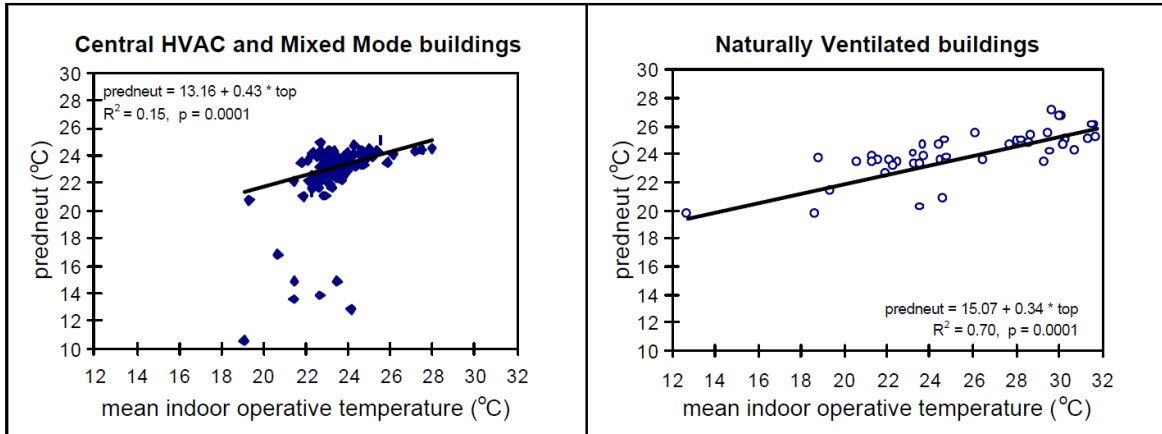 Central HVAC and Mixed Mode buildings
predneut = 13.16 + 0.43 * top
R² = 0.15, p = 0.0001
predneut (°C)
30
28
26
24
22
20
18
16
14
12
10
12 14 16 18 20 22 24 26 28 30 32
mean indoor operative temperature (°C)
Naturally Ventilated buildings
predneut (°C)
30
28
26
24
22
20
18
16
14
12
10
predneut = 15.07 + 0.34 * top
R² = 0.70, p = 0.0001
12 14 16 18 20 22 24 26 28 30 32
mean indoor operative temperature (°C)